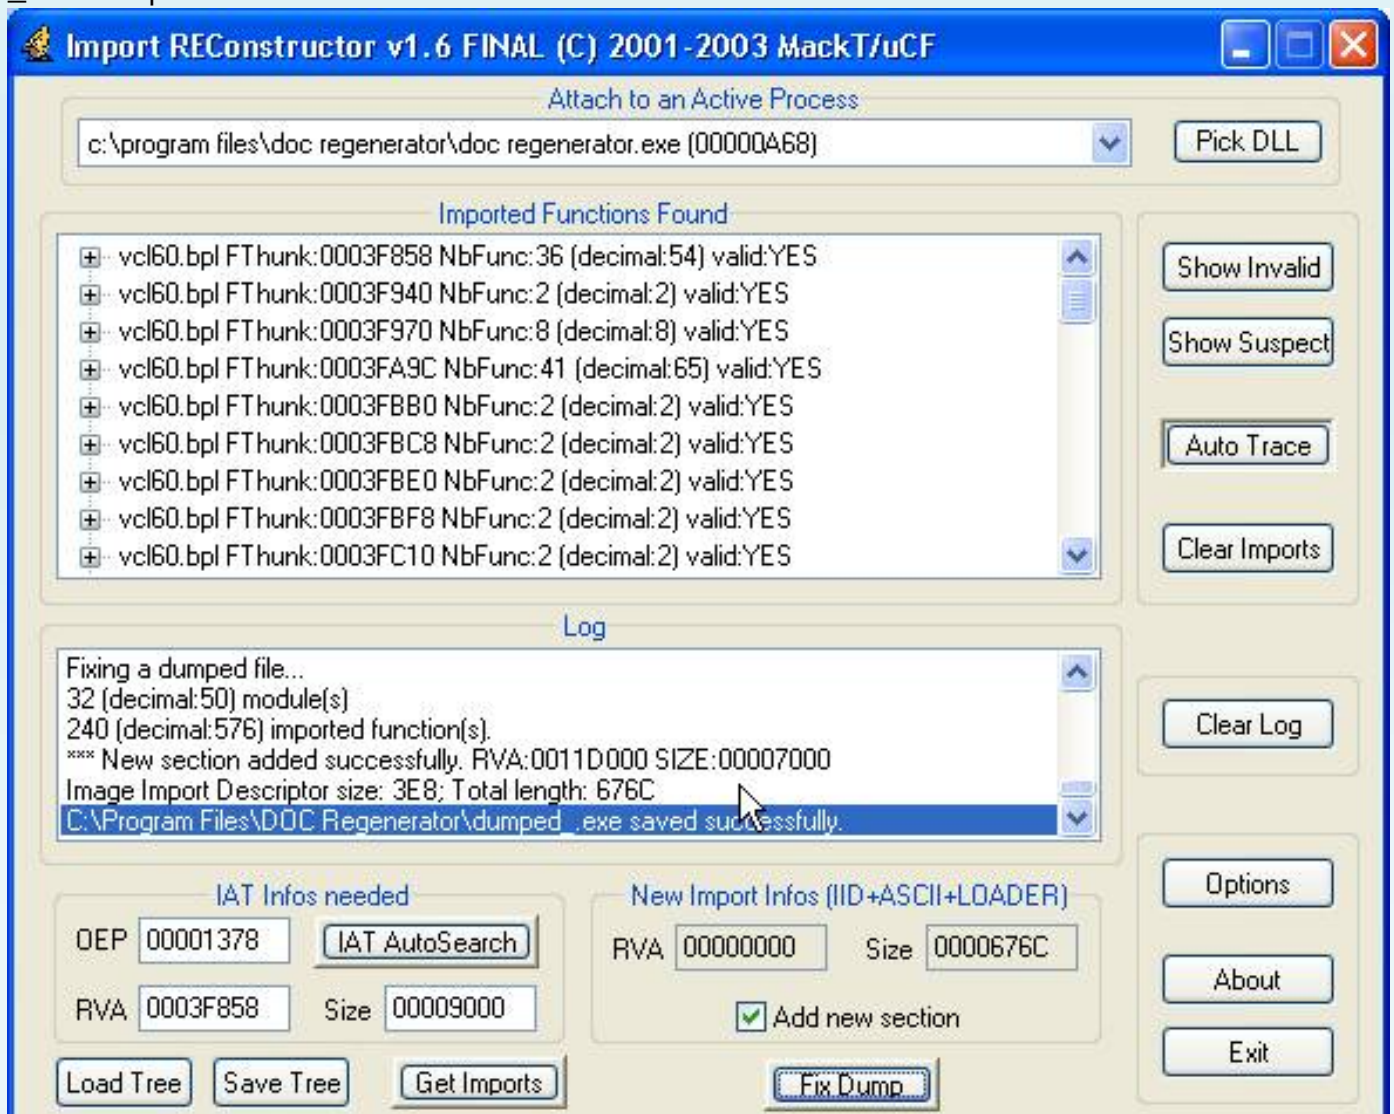 Import REConstructor v1.6 FINAL (C) 2001-2003 MackT/uCF
Attach to an Active Process
c:\program files\doc regenerator\doc regenerator.exe (00000A68)
Pick DLL
Imported Functions Found
vcl60.bpl FThunk:0003F858 NbFunc:36 (decimal:54) valid:YES
vcl60.bpl FThunk:0003F940 NbFunc:2 (decimal:2) valid:YES
vcl60.bpl FThunk:0003F970 NbFunc:8 (decimal:8) valid:YES
vcl60.bpl FThunk:0003FA9C NbFunc:41 (decimal:65) valid:YES
vcl60.bpl FThunk:0003FBB0 NbFunc:2 (decimal:2) valid:YES
vcl60.bpl FThunk:0003FBC8 NbFunc:2 (decimal:2) valid:YES
vcl60.bpl FThunk:0003FBE0 NbFunc:2 (decimal:2) valid:YES
vcl60.bpl FThunk:0003FBF8 NbFunc:2 (decimal:2) valid:YES
vcl60.bpl FThunk:0003FC10 NbFunc:2 (decimal:2) valid:YES
Show Invalid
Show Suspect
Auto Trace
Clear Imports
Log
Fixing a dumped file...
32 (decimal:50) module(s)
240 (decimal:576) imported function(s).
*** New section added successfully. RVA:0011D000 SIZE:00007000
Image Import Descriptor size: 3E8; Total length: 676C
C:\Program Files\DOC Regenerator\dumped_.exe saved successfully.
Clear Log
IAT Infos needed
OEP 00001378 IAT AutoSearch
RVA 0003F858 Size 00009000
New Import Infos (IID+ASCII+LOADER)
RVA 00000000 Size 0000676C
Add new section
Options
About
Exit
Load Tree Save Tree Get Imports Fix Dump